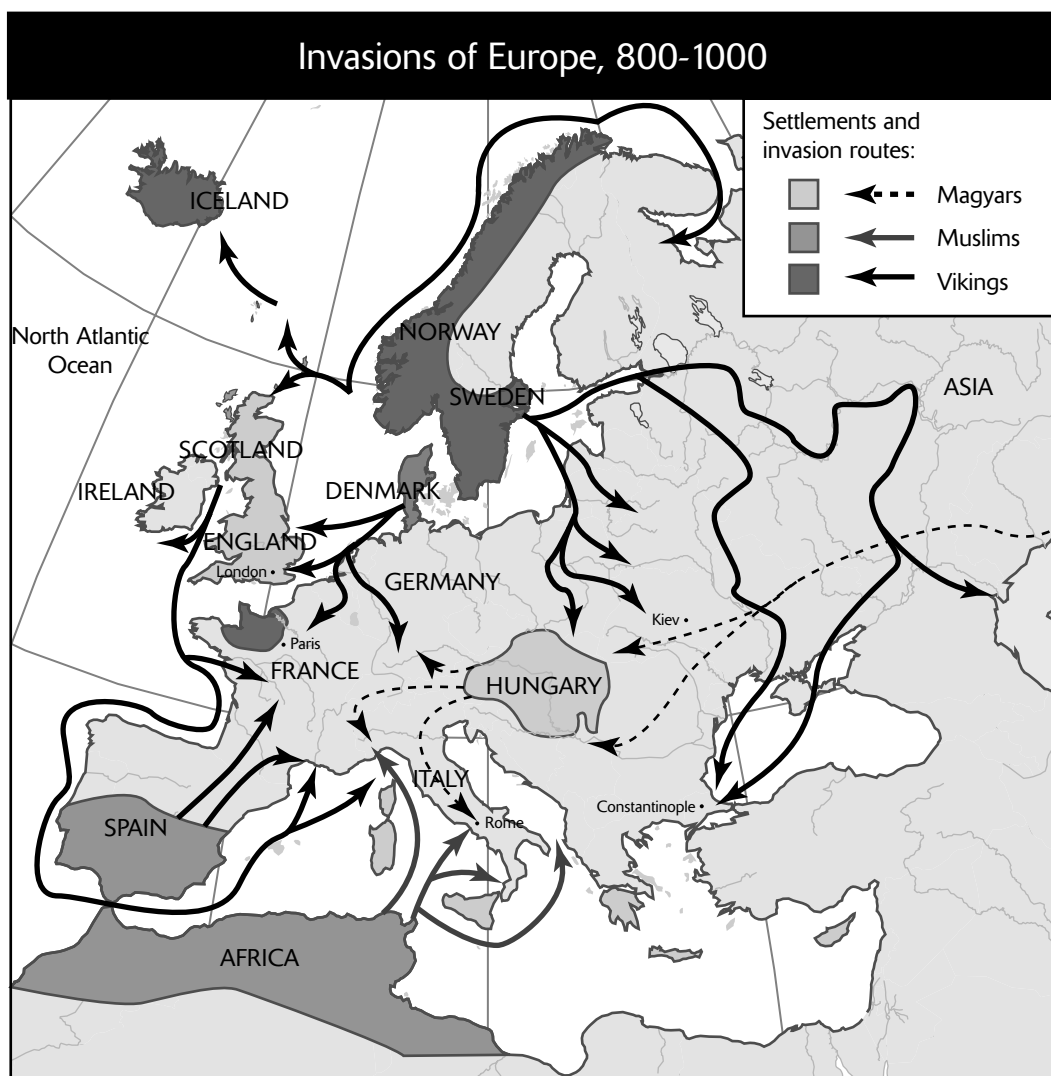 Invasions of Europe, 800-1000
Settlements and
invasion routes:
Magyars
Muslims
Vikings
ICELAND
North Atlantic
Ocean
NORWAY
SWEDEN
ASIA
SCOTLAND
IRELAND
DENMARK
ENGLAND
London
GERMANY
Kiev
Paris
FRANCE
HUNGARY
ITALY
Constantinople
SPAIN
Rome
AFRICA